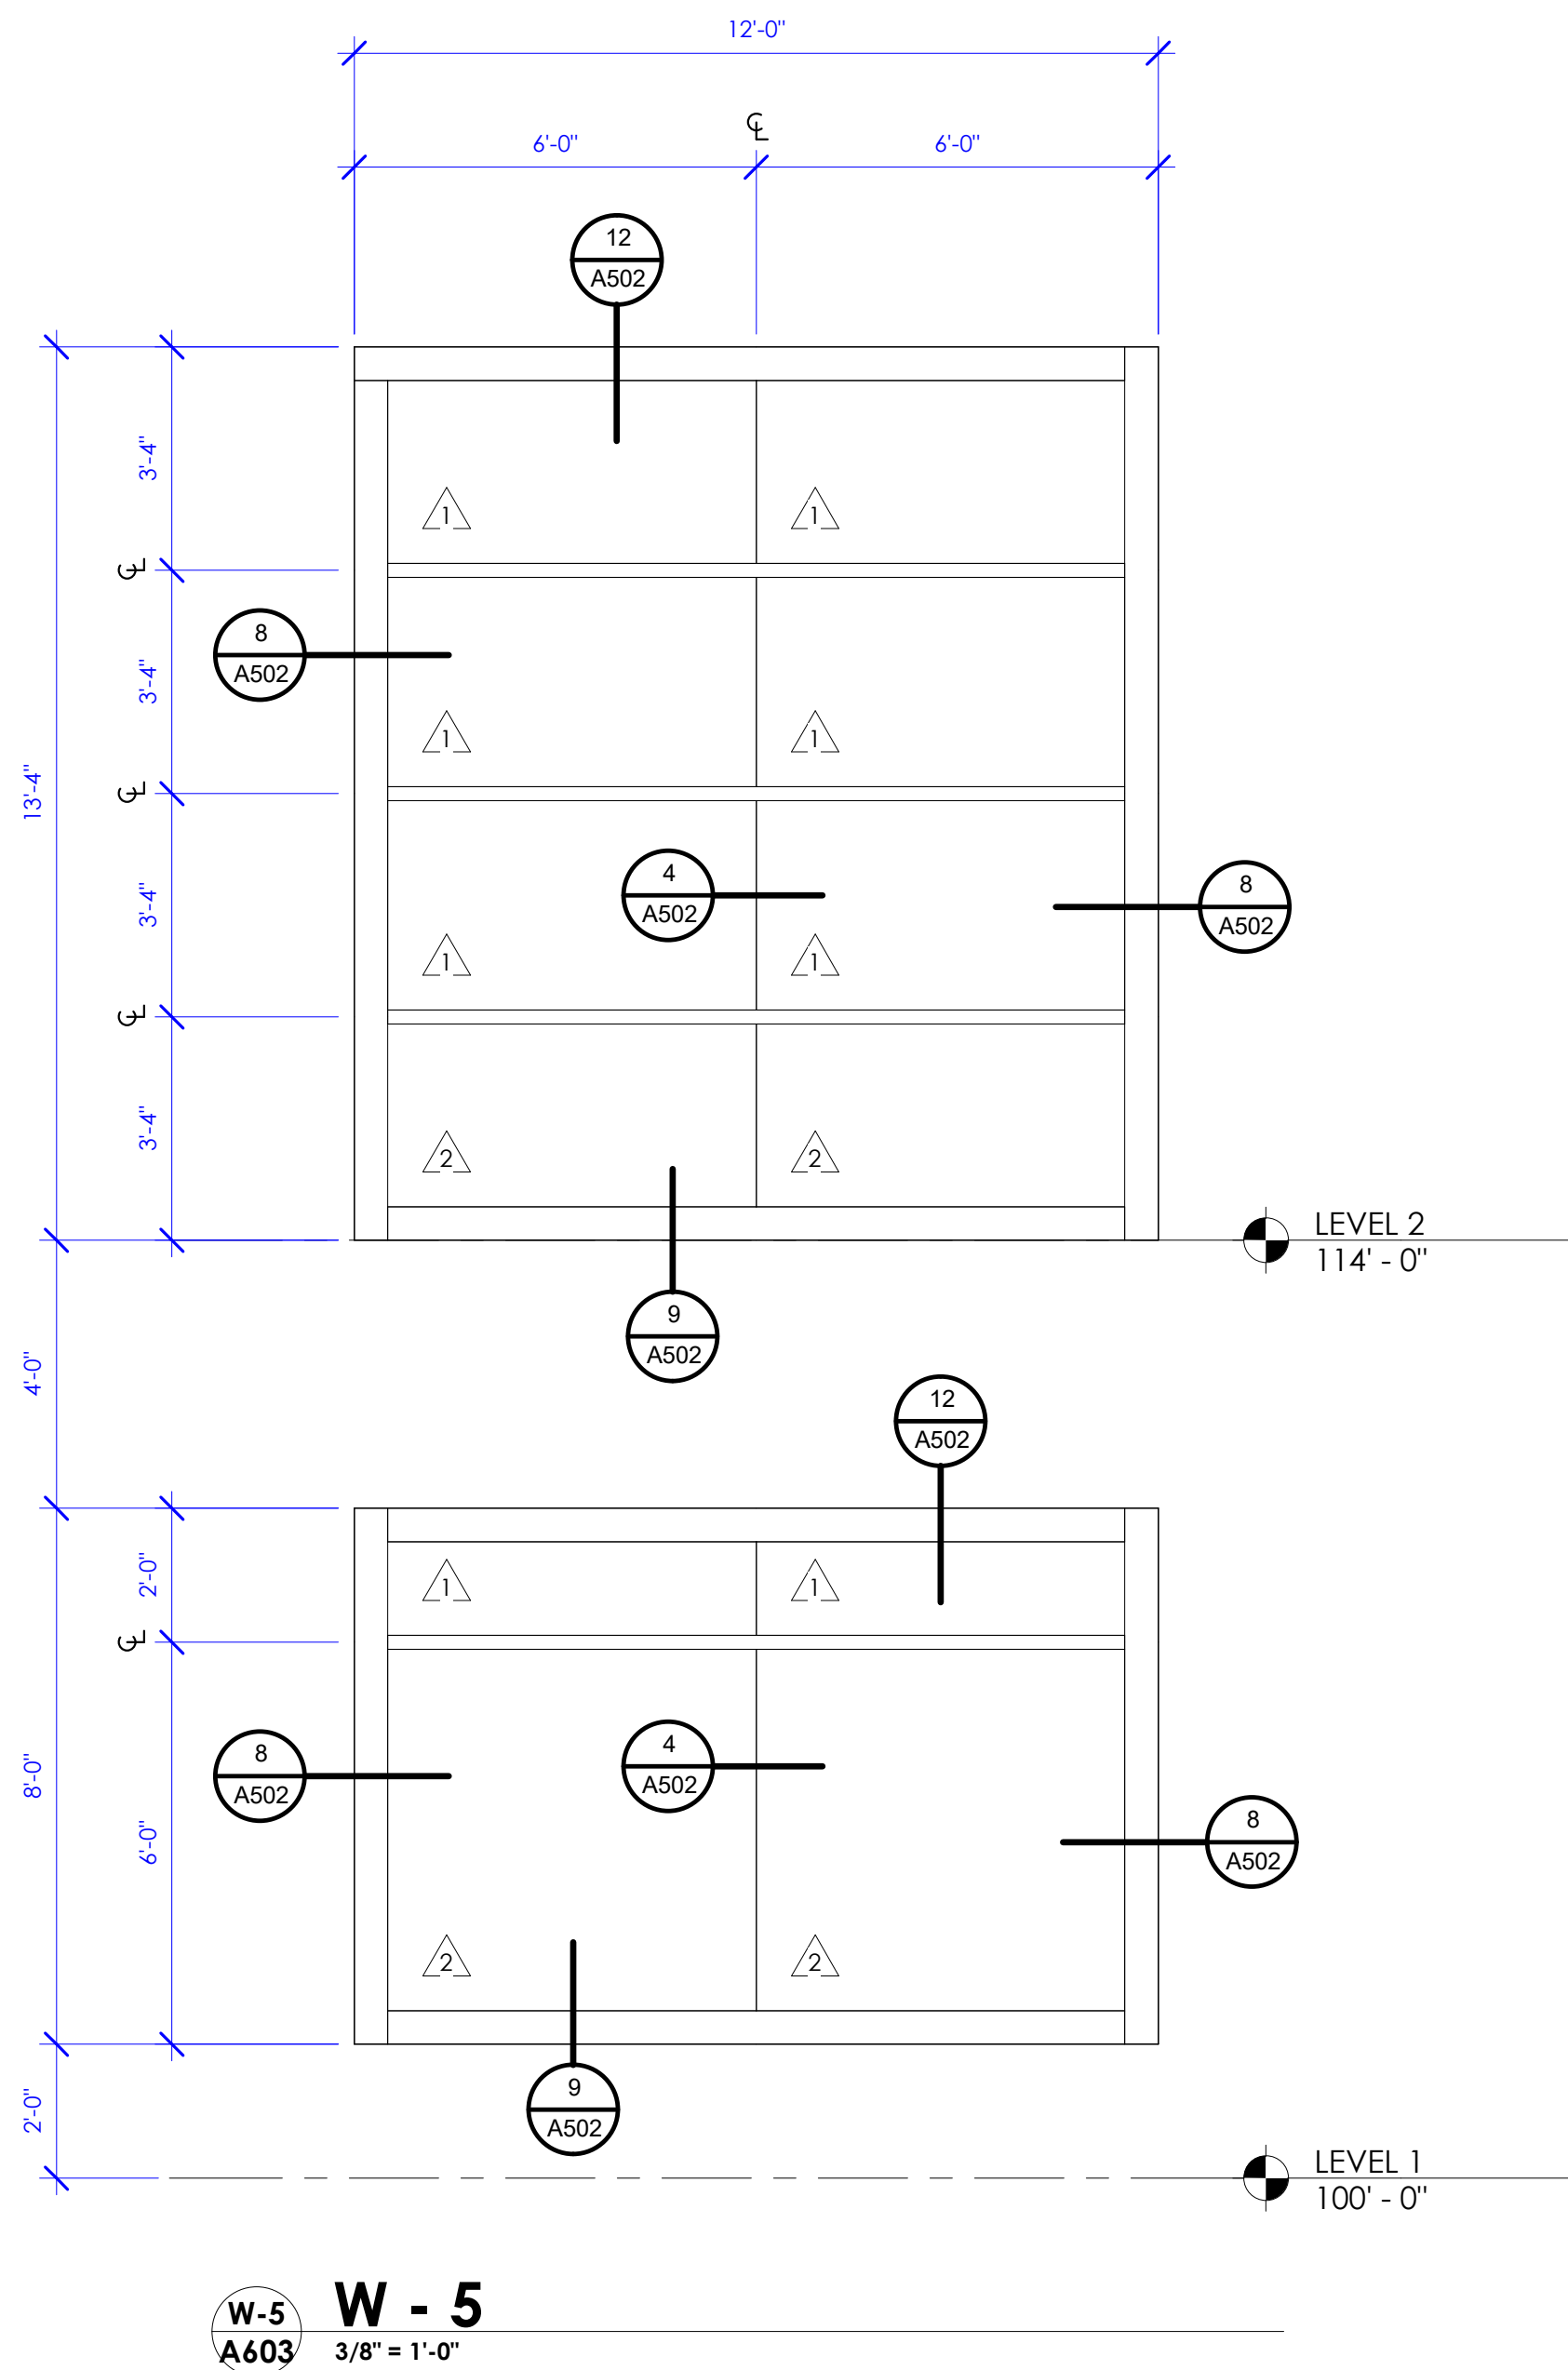 12'-0"
℄
6'-0"
6'-0"
12
A502
3'-4"
1
1
℄
8
A502
3'-4"
1
1
13'-4"
℄
4
A502
8
A502
3'-4"
1
1
℄
3'-4"
2
2
LEVEL 2
114' - 0"
9
A502
4'-0"
12
A502
2'-0"
1
1
℄
8
A502
4
A502
8'-0"
6'-0"
8
A502
2
2
9
A502
2'-0"
LEVEL 1
100' - 0"
W-5
A603
W - 5
3/8" = 1'-0"